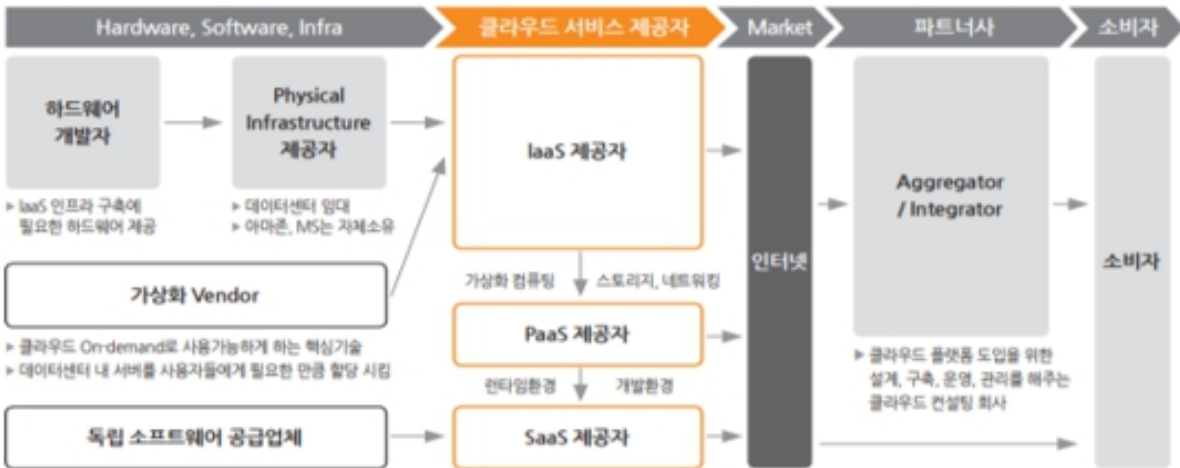 Hardware, Software, Infra
클라우드 서비스 제공자
Market
파트너사
소비자
하드웨어
개발자
Physical
Infrastructure
제공자
IaaS 제공자
▶ IaaS 인프라 구축에
필요한 하드웨어 제공
▶ 데이터센터 임대
▶ 아마존, MS는 자체소유
가상화 Vendor
▶ 클라우드 On-demand로 사용가능하게 하는 핵심기술
▶ 데이터센터 내 서버를 사용자들에게 필요한 만큼 할당 시킴
독립 소프트웨어 공급업체
가상화 컴퓨팅
스토리지, 네트워킹
PaaS 제공자
런타임환경
개발환경
SaaS 제공자
인터넷
Aggregator
/ Integrator
▶ 클라우드 플랫폼 도입을 위한
설계, 구축, 운영, 관리를 해주는
클라우드 컨설팅 회사
소비자